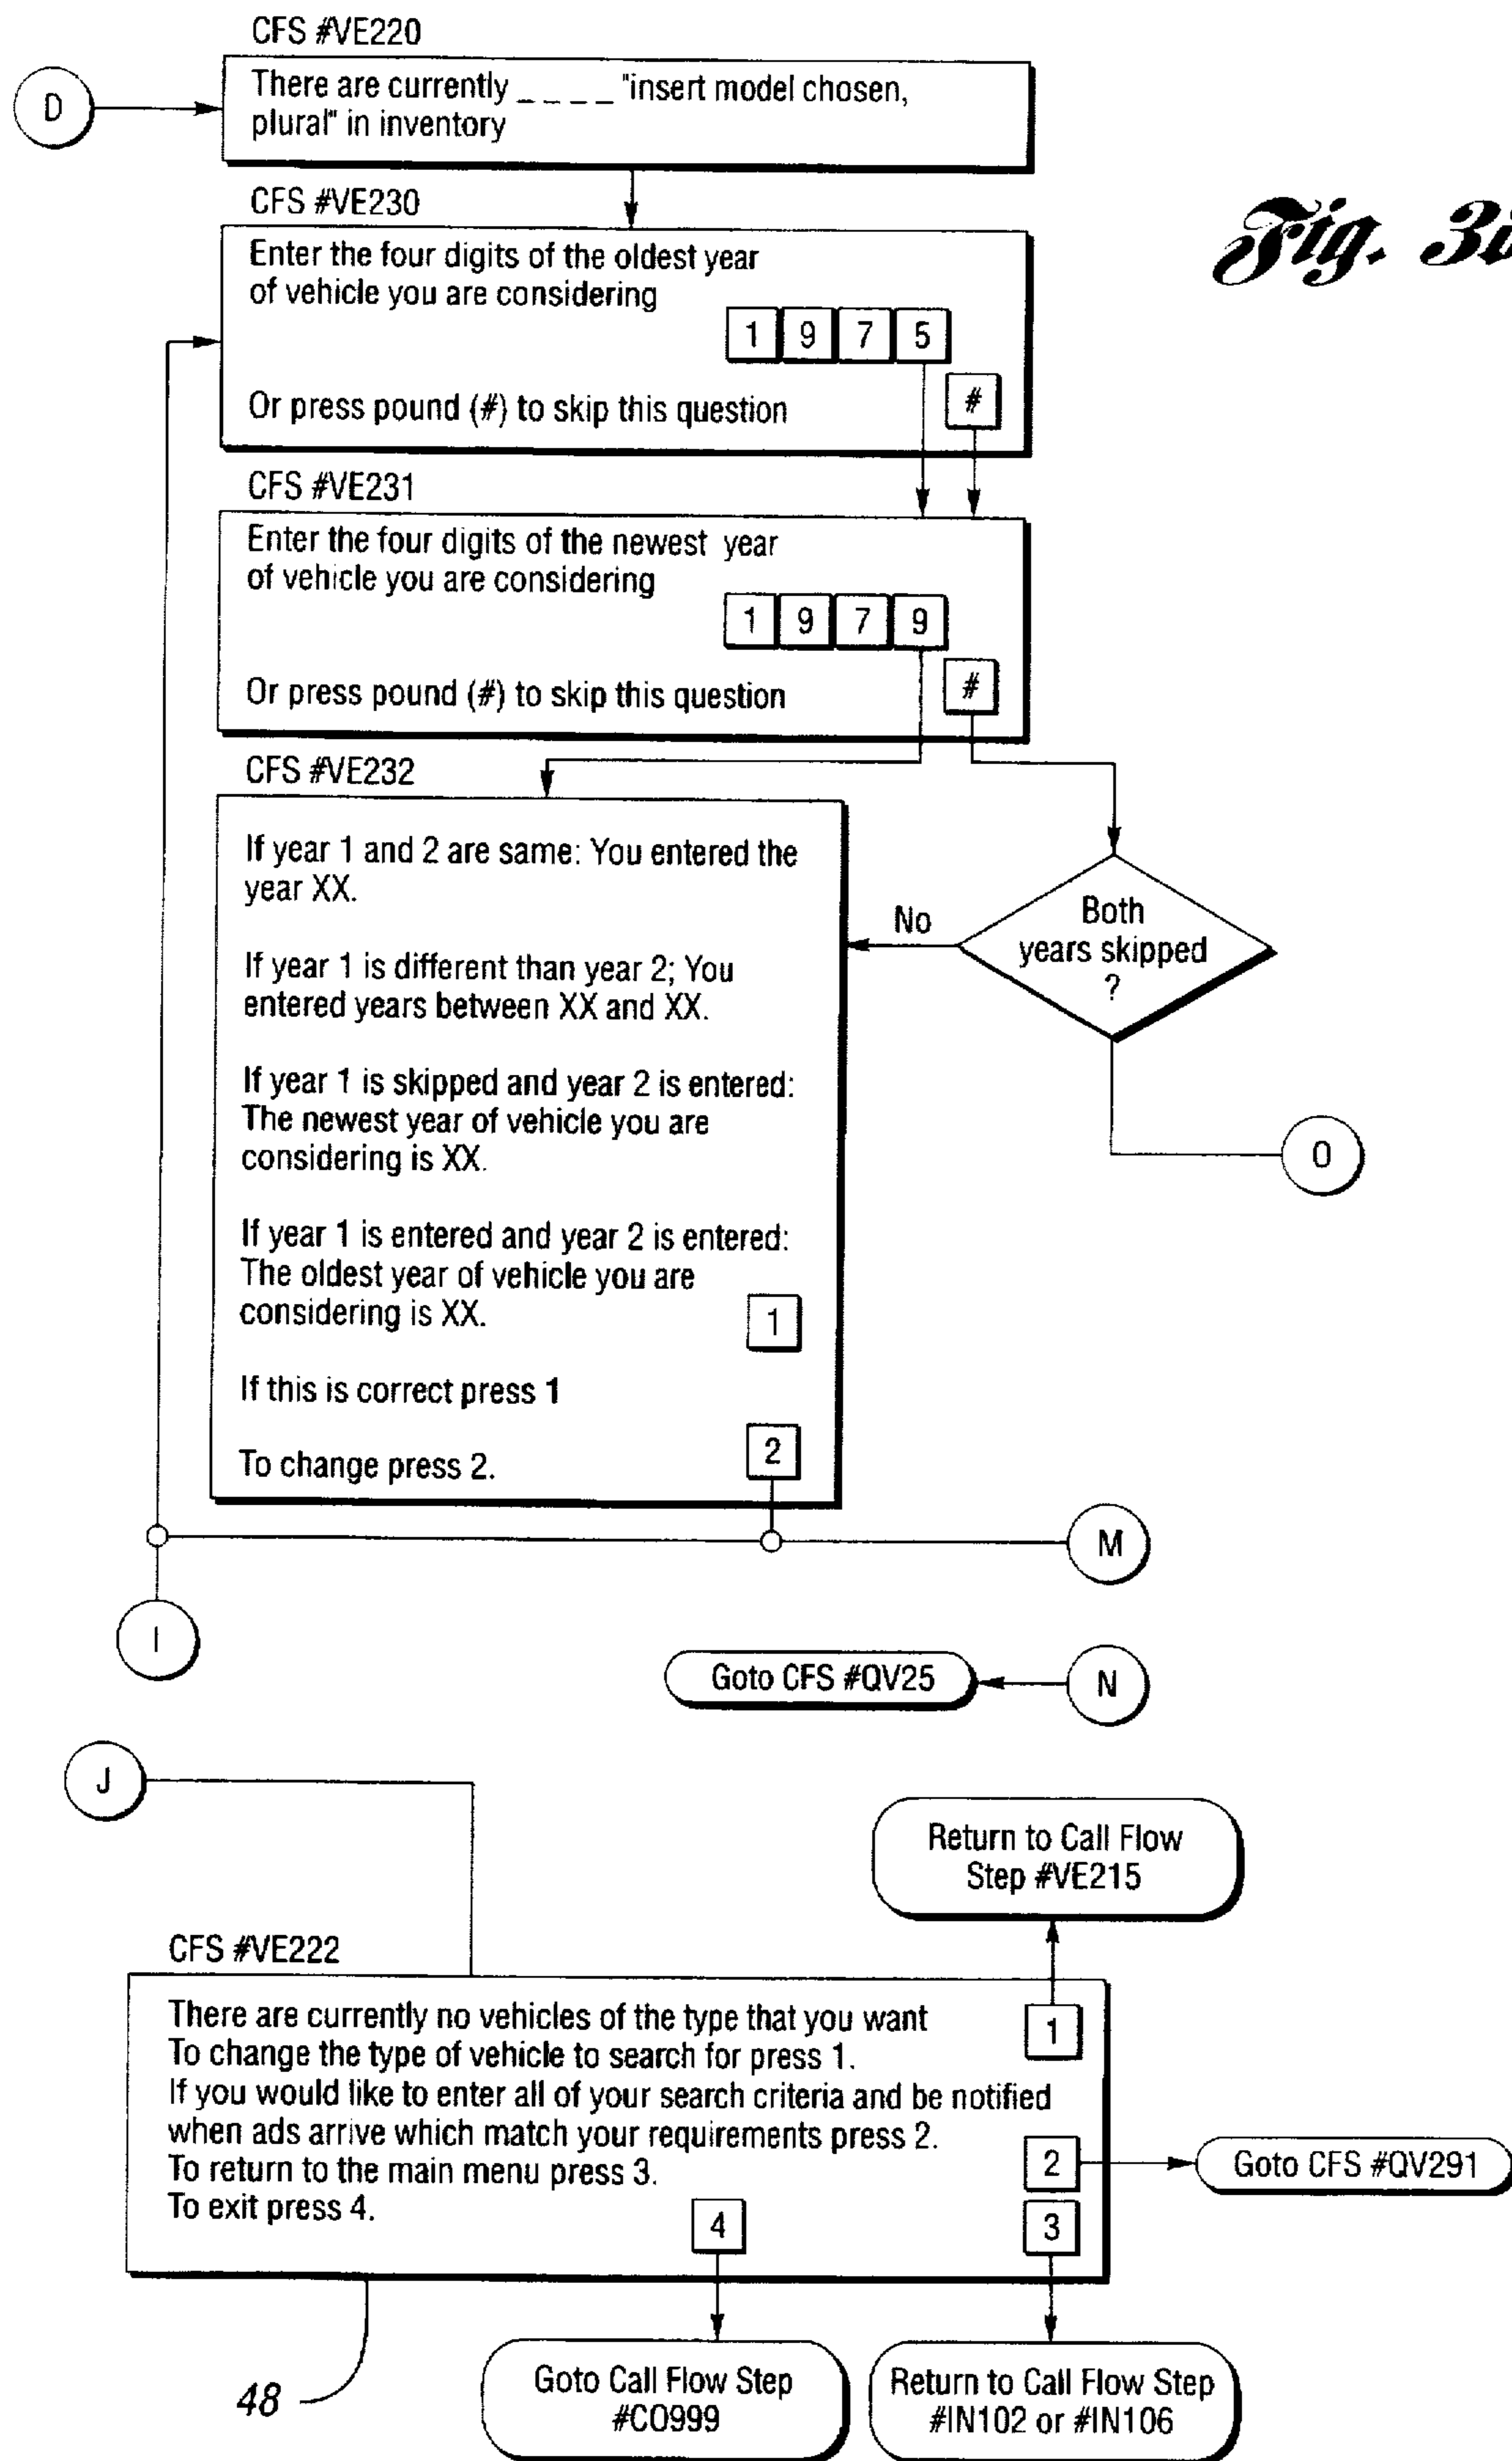 CFS #VE220
D
There are currently _ _ _ _ "insert model chosen,
plural" in inventory
CFS #VE230
Fig.
Enter the four digits of the oldest year
of vehicle you are considering
1 9 7 5
Or press pound (#) to skip this question
#
CFS #VE231
Enter the four digits of the newest year
of vehicle you are considering
1 9 7 9
Or press pound (#) to skip this question
#
CFS #VE232
If year 1 and 2 are same: You entered the
year XX.
If year 1 is different than year 2; You
entered years between XX and XX.
If year 1 is skipped and year 2 is entered:
The newest year of vehicle you are
considering is XX.
If year 1 is entered and year 2 is entered:
The oldest year of vehicle you are
considering is XX.
1
If this is correct press 1
2
To change press 2.
No
Both
years skipped
?
O
M
I
Goto CFS #QV25
N
J
Return to Call Flow
Step #VE215
CFS #VE222
There are currently no vehicles of the type that you want
To change the type of vehicle to search for press 1.
If you would like to enter all of your search criteria and be notified
when ads arrive which match your requirements press 2.
To return to the main menu press 3.
To exit press 4.
1
2
Goto CFS #QV291
3
4
48
Goto Call Flow Step
#CO999
Return to Call Flow Step
#IN102 or #IN106